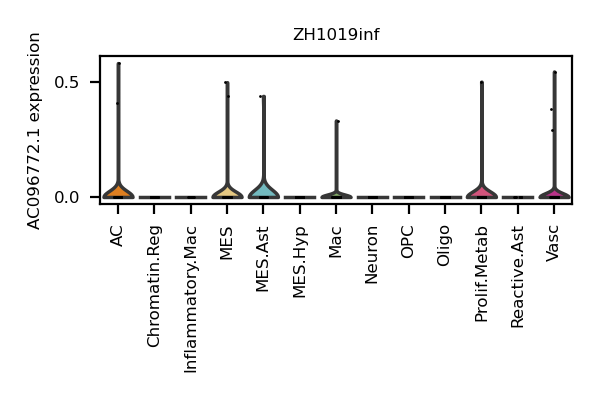 ZH1019inf
AC096772.1 expression
0.5
0.0
AC
Chromatin.Reg
Inflammatory.Mac
MES
MES.Ast
MES.Hyp
Mac
Neuron
OPC
Oligo
Prolif.Metab
Reactive.Ast
Vasc